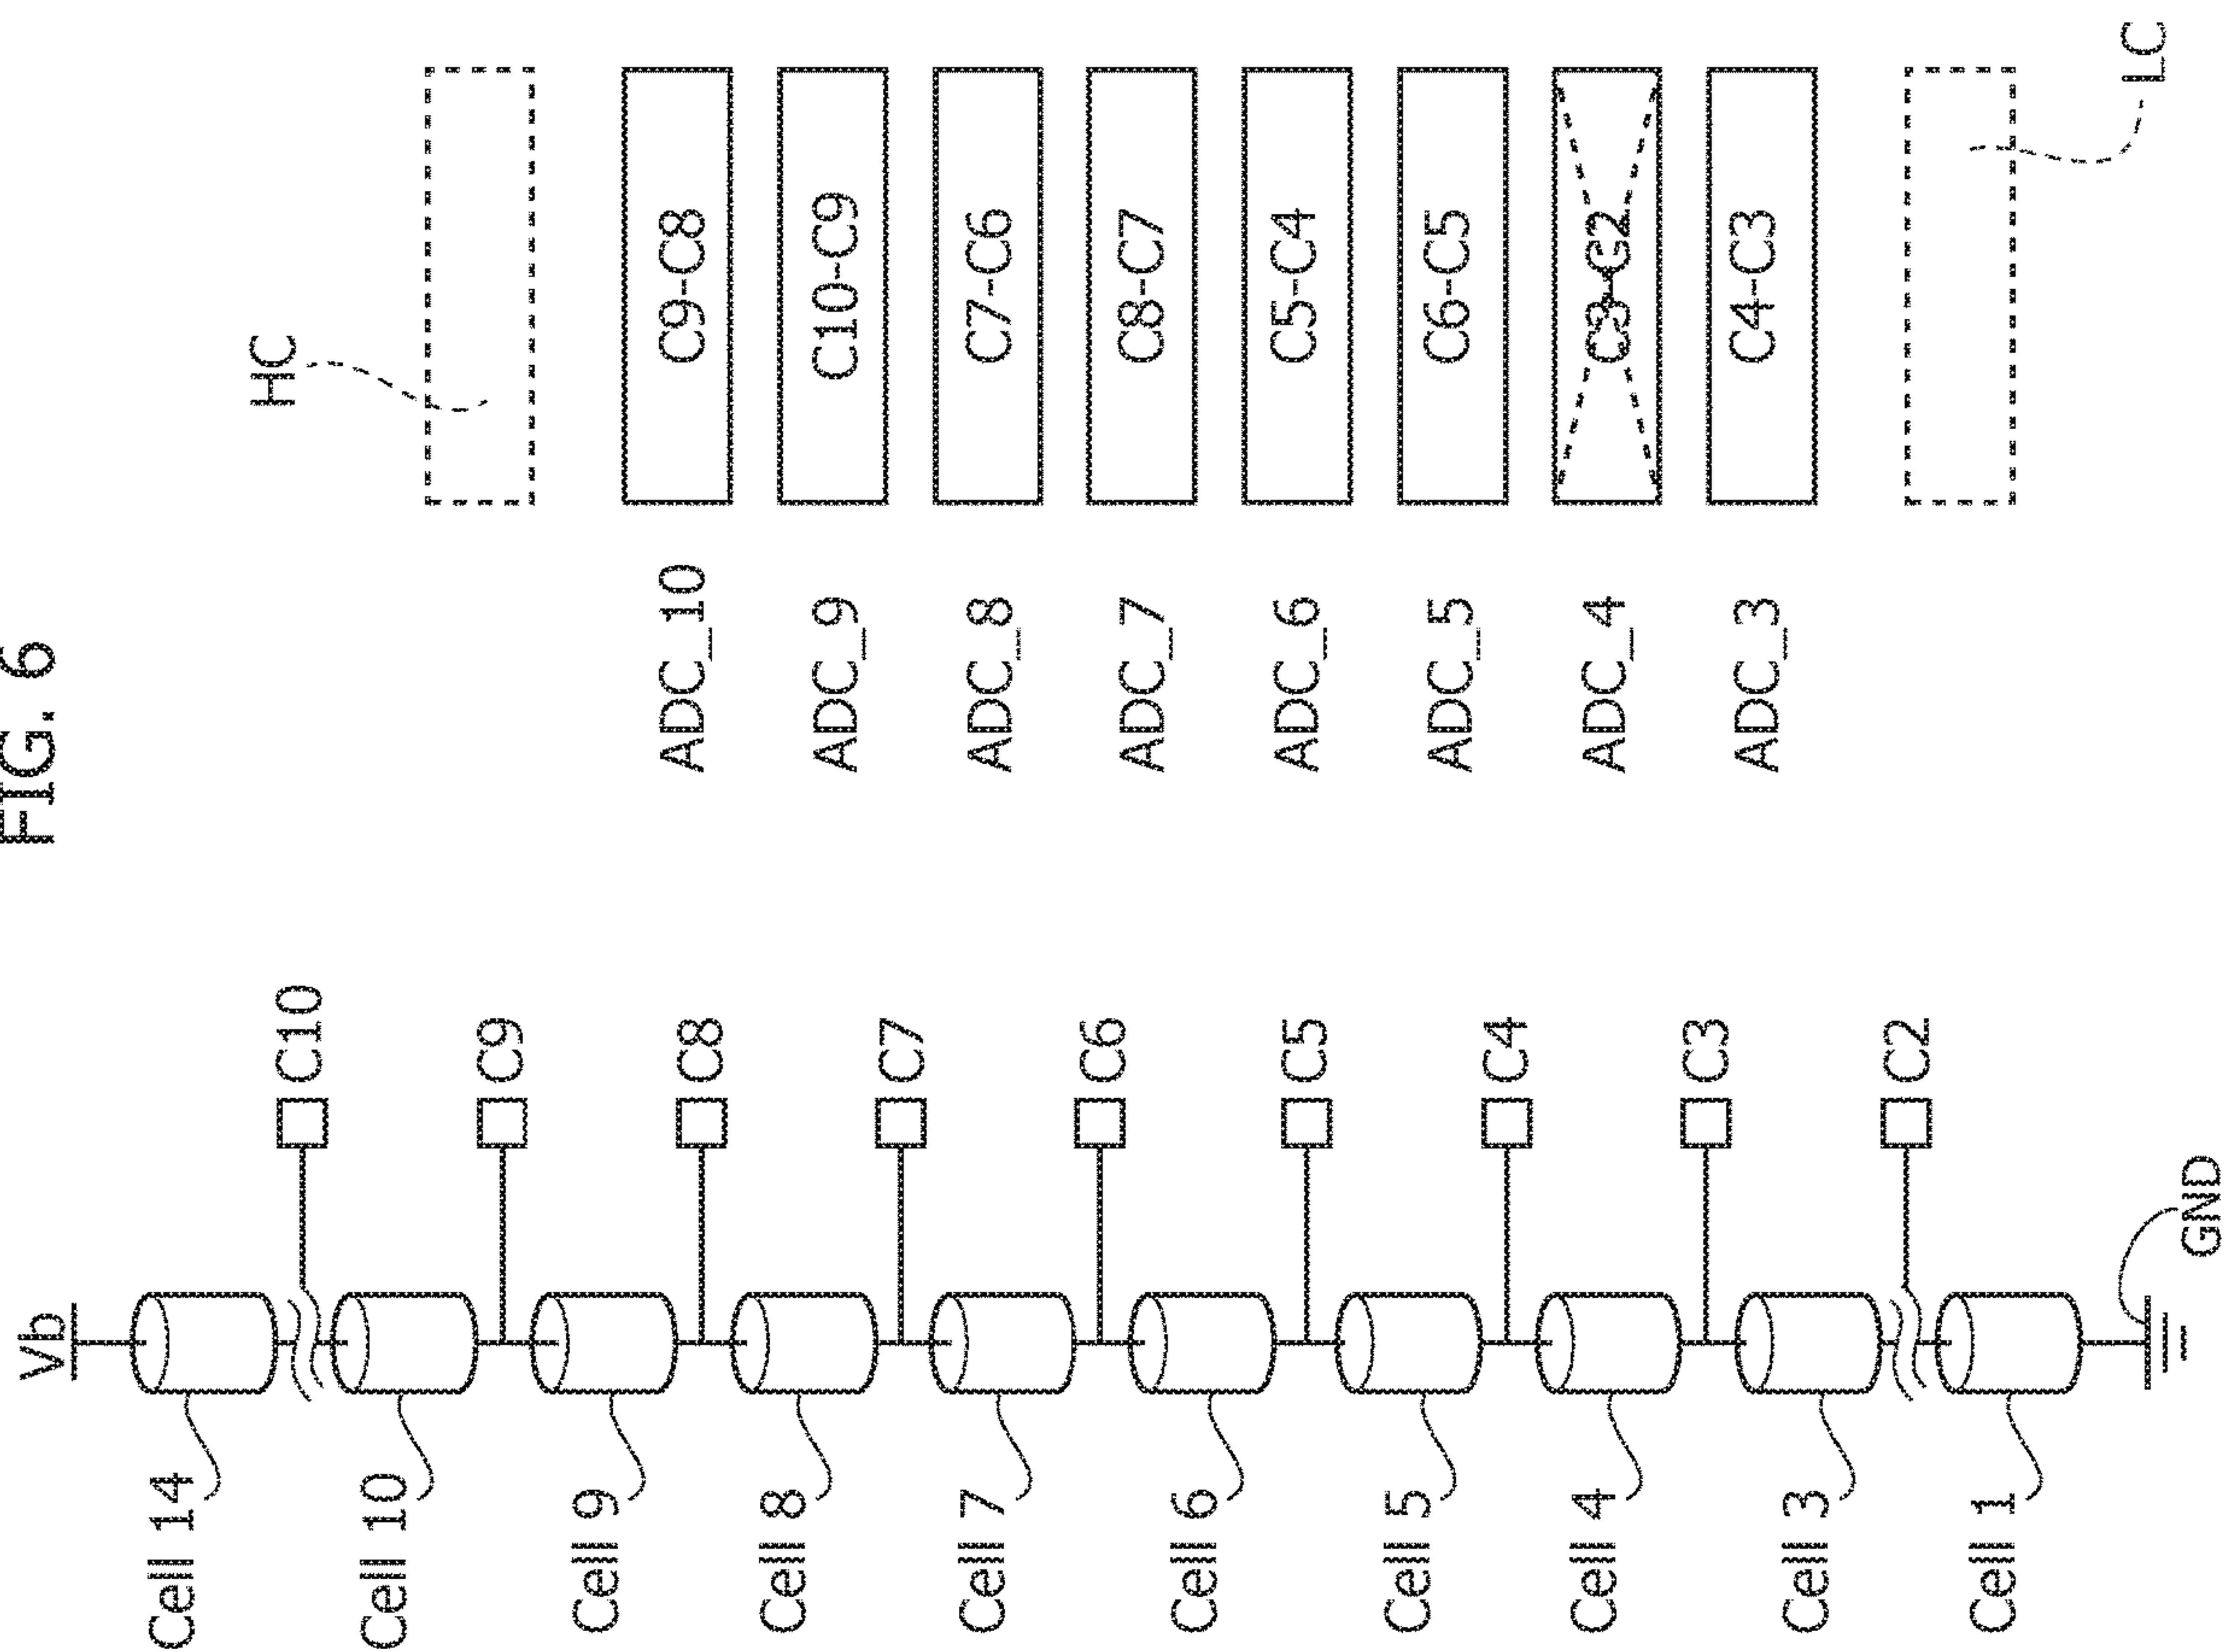 FIG. 6
Vb
Cell 14
Cell 10
Cell 9
Cell 8
Cell 7
Cell 6
Cell 5
Cell 4
Cell 3
Cell 1
C10
C9
C8
C7
C6
C5
C4
C3
C2
GND
HC
ADC_10 C9-C8
ADC_9 C10-C9
ADC_8 C7-C6
ADC_7 C8-C7
ADC_6 C5-C4
ADC_5 C6-C5
ADC_4 C3-C2
ADC_3 C4-C3
LC